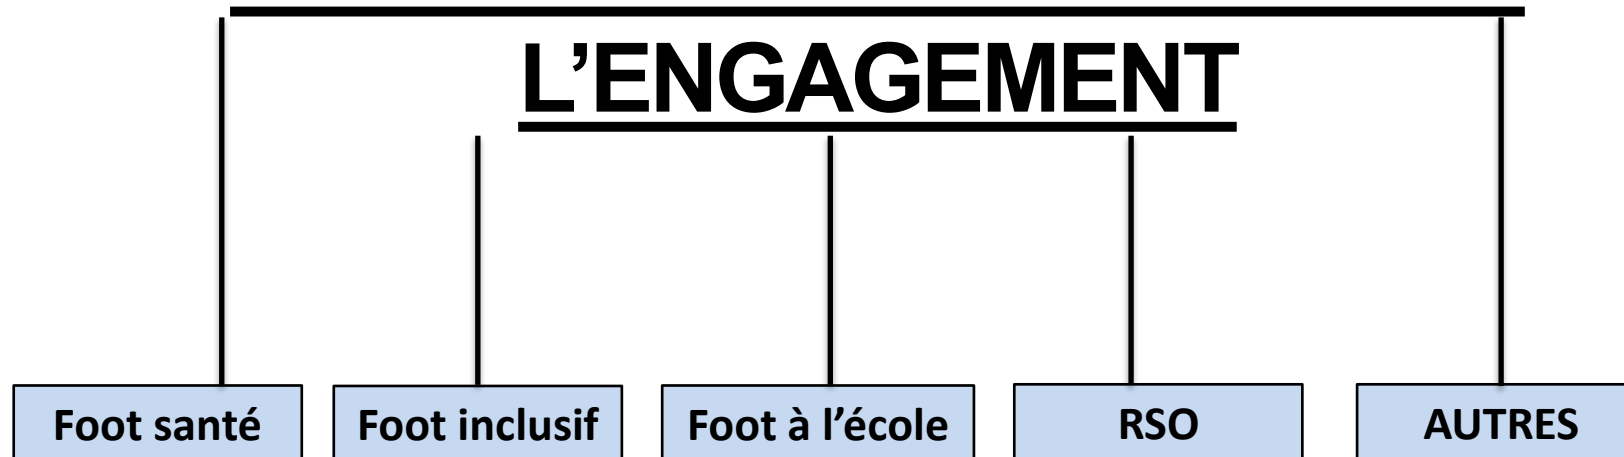 L’ENGAGEMENT
Foot santé
Foot inclusif
Foot à l’école
RSO
AUTRES